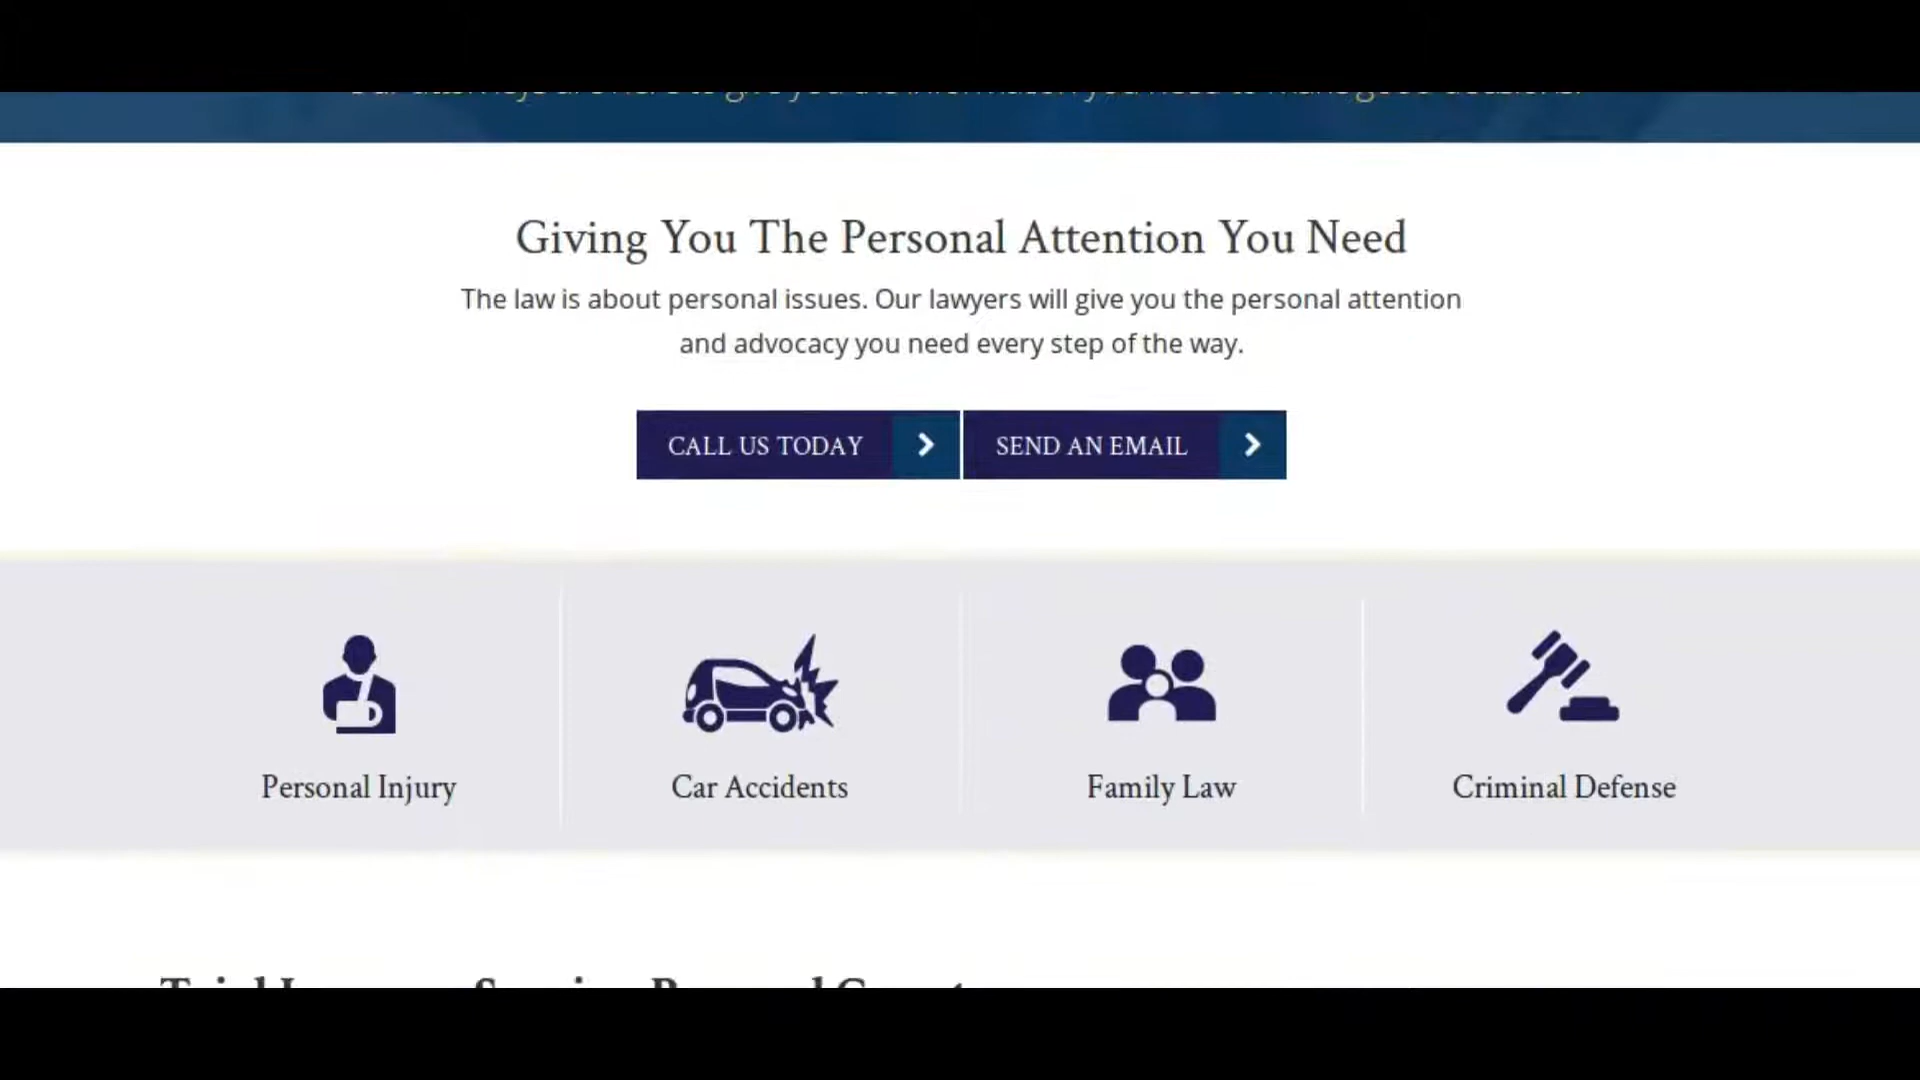 Giving You The Personal Attention You Need
The law is about personal issues. Our lawyers will give you the personal attention
and advocacy you need every step of the way.
CALL US TODAY
SEND AN EMAIL
Personal Injury
Car Accidents
Family Law
Criminal Defense